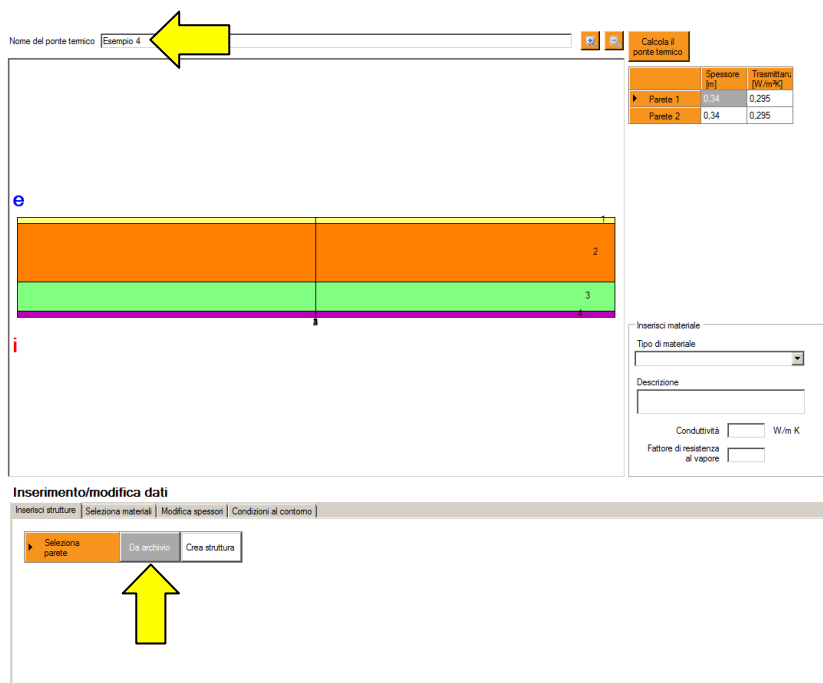 Nome del ponte termico Esempio 4
Calcola il
ponte termico
Spessore Trasmittanz
[m] [W/m²K]
Parete 1 0,34 0,295
Parete 2 0,34 0,295
e
1
2
3
4
i
Inserisci materiale
Tipo di materiale
Descrizione
Conduttività W/m K
Fattore di resistenza
al vapore
Inserimento/modifica dati
Inserisci strutture Seleziona materiali Modifica spessori Condizioni al contorno
Seleziona
parete
Da archivio Crea struttura